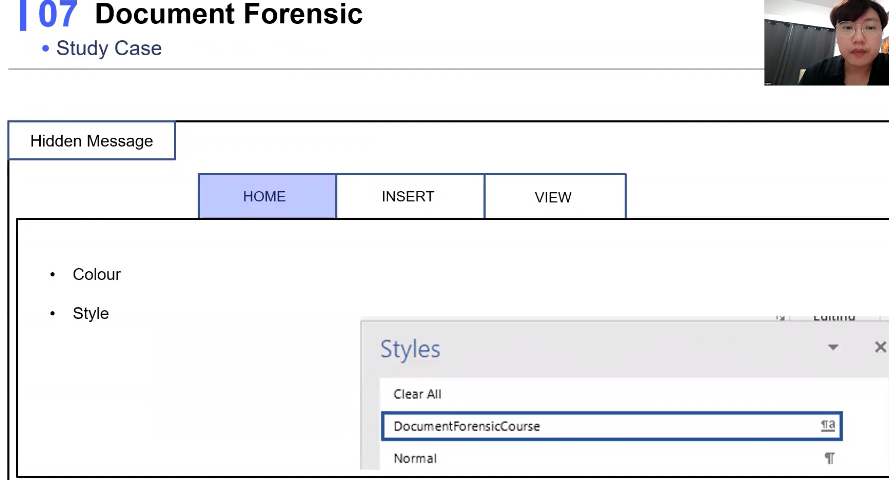 07 Document Forensic
• Study Case
Hidden Message
HOME INSERT VIEW
• Colour
• Style
Editing
Styles
Clear All
DocumentForensicCourse ¶a
Normal ¶